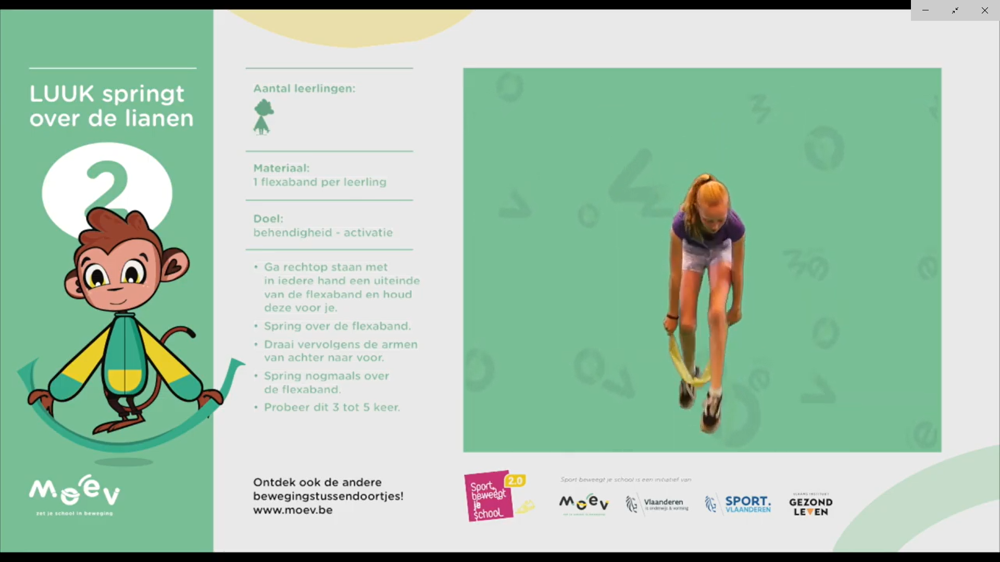 LUUK springt
over de lianen
2
moev
zet je school in beweging
Aantal leerlingen:
Materiaal:
1 flexaband per leerling
Doel:
behendigheid - activatie
• Ga rechtop staan met
in iedere hand een uiteinde
van de flexaband en houd
deze voor je.
• Spring over de flexaband.
• Draai vervolgens de armen
van achter naar voor.
• Spring nogmaals over
de flexaband.
• Probeer dit 3 tot 5 keer.
Ontdek ook de andere
bewegingstussendoortjes!
www.moev.be
Sport
beweegt
je
school
2.0
Sport beweegt je school is een initiatief van
moev
zet je school in beweging
Vlaanderen
is onderwijs & vorming
SPORT.
VLAANDEREN
VLAAMS INSTITUUT
GEZOND
LEVEN